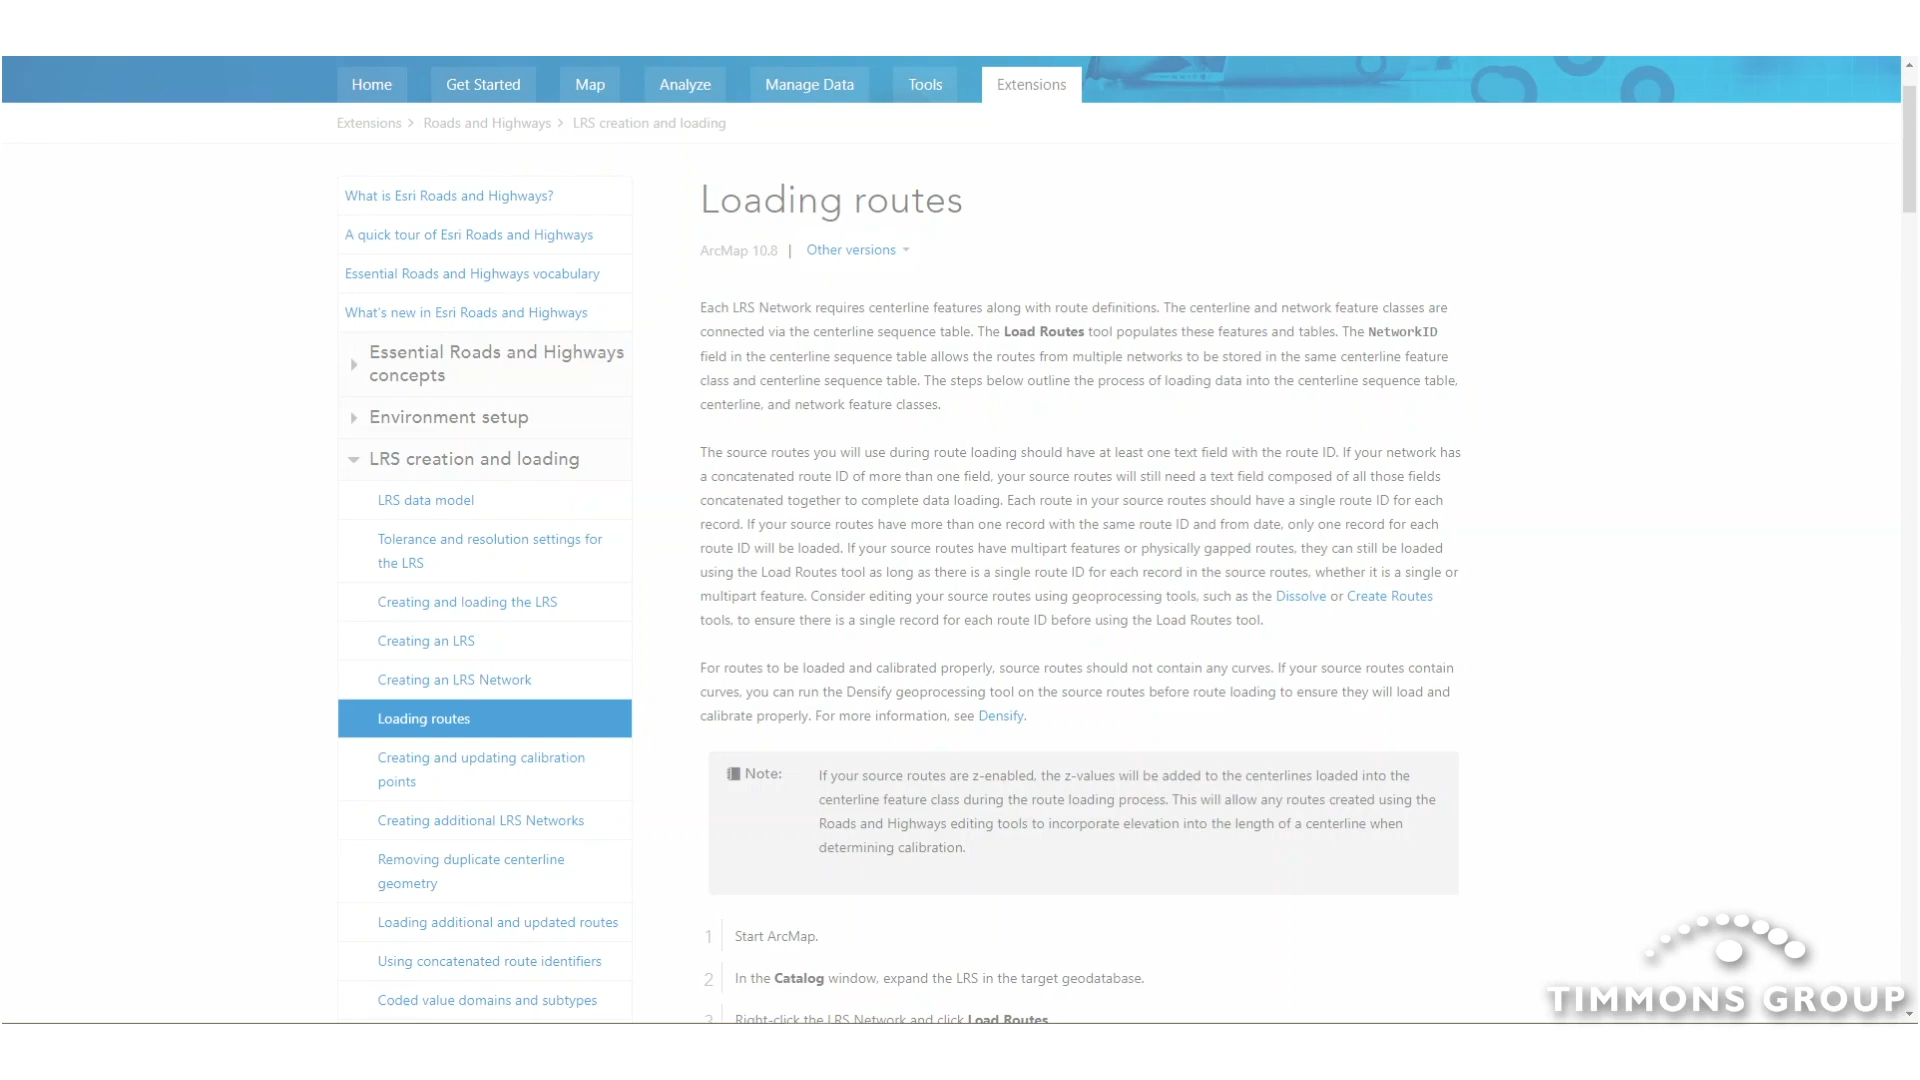 Home Get Started Map Analyze Manage Data Tools Extensions
Extensions > Roads and Highways > LRS creation and loading
What is Esri Roads and Highways?
A quick tour of Esri Roads and Highways
Essential Roads and Highways vocabulary
What's new in Esri Roads and Highways
Essential Roads and Highways
concepts
Environment setup
LRS creation and loading
LRS data model
Tolerance and resolution settings for
the LRS
Creating and loading the LRS
Creating an LRS
Creating an LRS Network
Loading routes
Creating and updating calibration
points
Creating additional LRS Networks
Removing duplicate centerline
geometry
Loading additional and updated routes
Using concatenated route identifiers
Coded value domains and subtypes
Loading routes
ArcMap 10.8 | Other versions
Each LRS Network requires centerline features along with route definitions. The centerline and network feature classes are
connected via the centerline sequence table. The Load Routes tool populates these features and tables. The NetworkID
field in the centerline sequence table allows the routes from multiple networks to be stored in the same centerline feature
class and centerline sequence table. The steps below outline the process of loading data into the centerline sequence table,
centerline, and network feature classes.
The source routes you will use during route loading should have at least one text field with the route ID. If your network has
a concatenated route ID of more than one field, your source routes will still need a text field composed of all those fields
concatenated together to complete data loading. Each route in your source routes should have a single route ID for each
record. If your source routes have more than one record with the same route ID and from date, only one record for each
route ID will be loaded. If your source routes have multipart features or physically gapped routes, they can still be loaded
using the Load Routes tool as long as there is a single route ID for each record in the source routes, whether it is a single or
multipart feature. Consider editing your source routes using geoprocessing tools, such as the Dissolve or Create Routes
tools, to ensure there is a single record for each route ID before using the Load Routes tool.
For routes to be loaded and calibrated properly, source routes should not contain any curves. If your source routes contain
curves, you can run the Densify geoprocessing tool on the source routes before route loading to ensure they will load and
calibrate properly. For more information, see Densify.
Note: If your source routes are z-enabled, the z-values will be added to the centerlines loaded into the
centerline feature class during the route loading process. This will allow any routes created using the
Roads and Highways editing tools to incorporate elevation into the length of a centerline when
determining calibration.
1 Start ArcMap.
2 In the Catalog window, expand the LRS in the target geodatabase.
3 Right-click the LRS Network and click Load Routes
TIMMONS GROUP